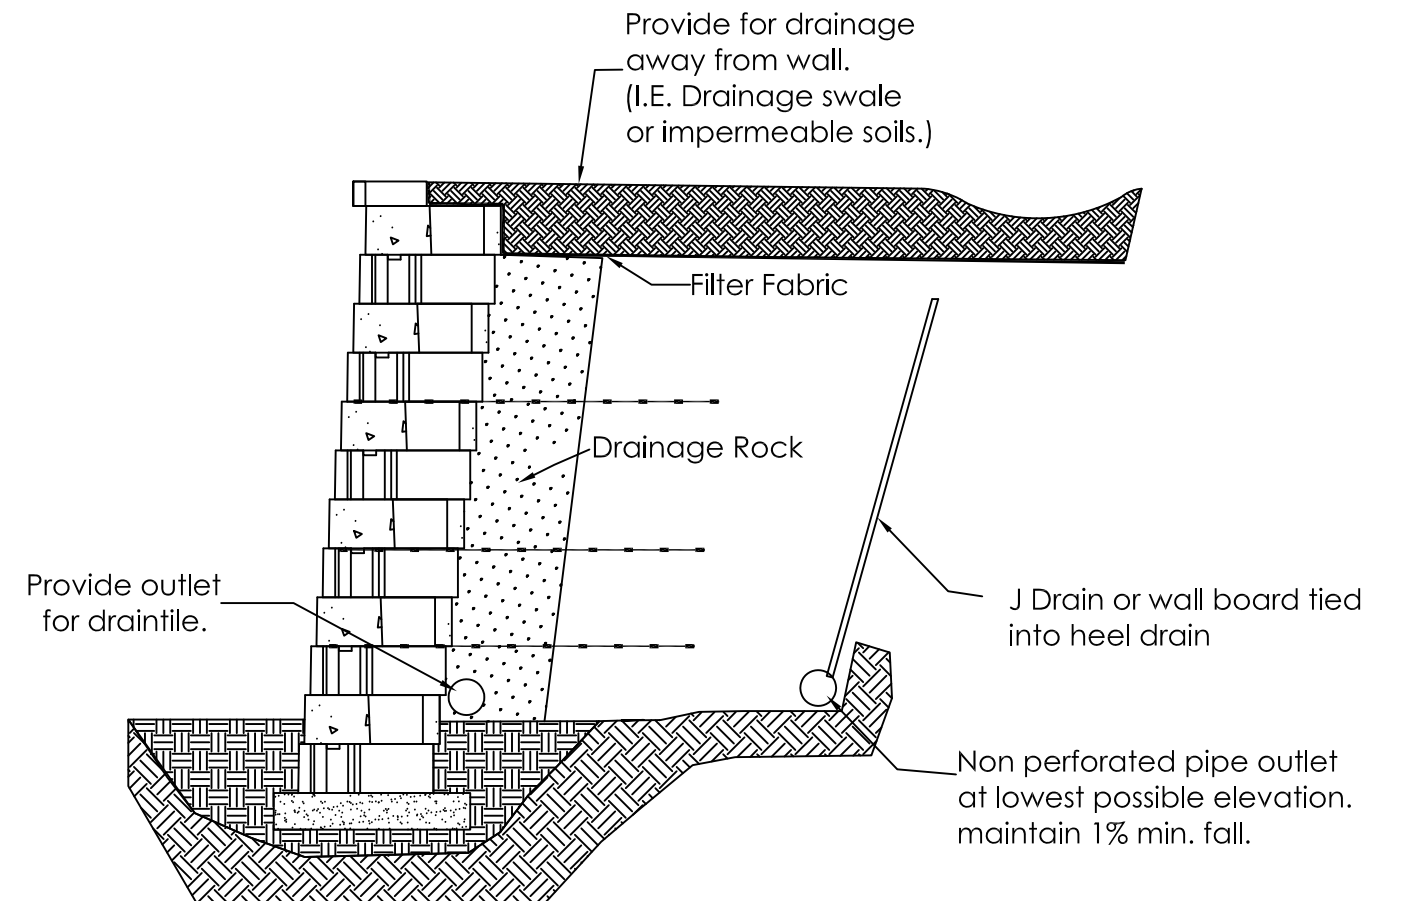 Provide for drainage
away from wall.
(I.E. Drainage swale
or impermeable soils.)
Filter Fabric
Drainage Rock
Provide outlet
for draintile.
J Drain or wall board tied
into heel drain
Non perforated pipe outlet
at lowest possible elevation.
maintain 1% min. fall.